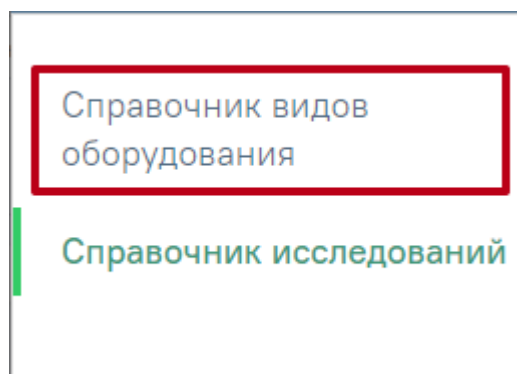 Справочник видов
оборудования
Справочник исследований